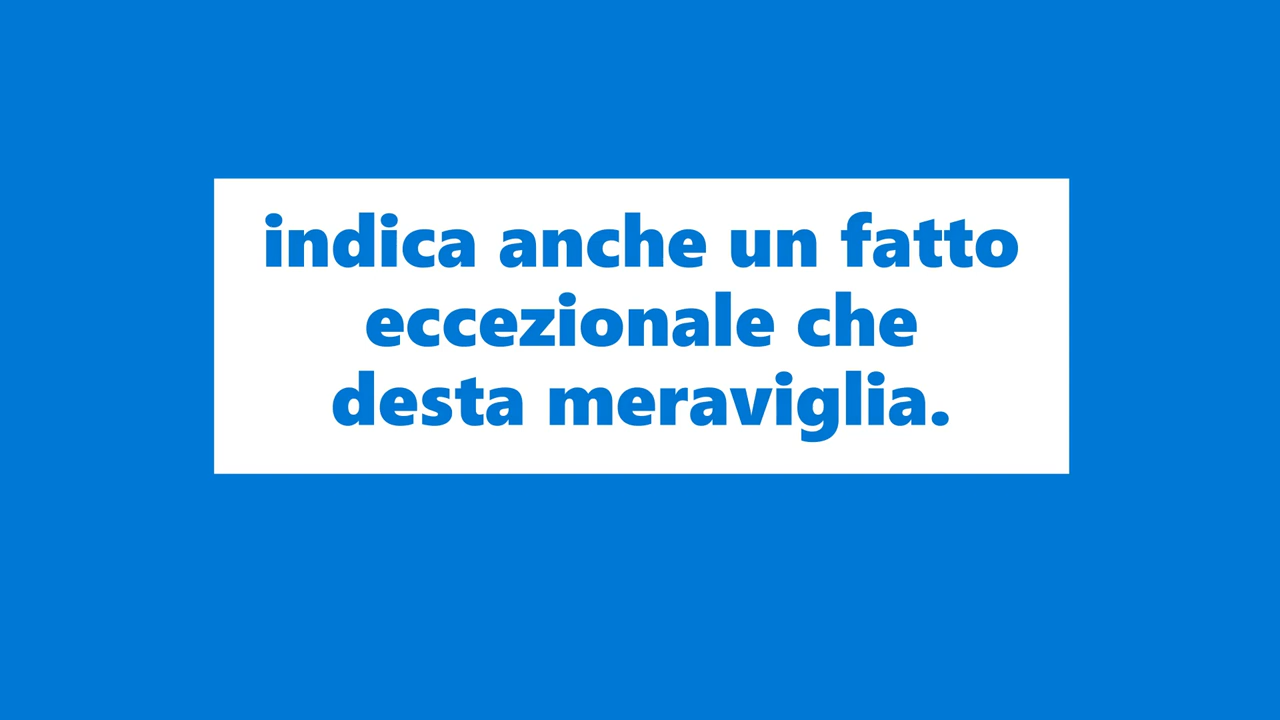 indica anche un fatto
eccezionale che
desta meraviglia.